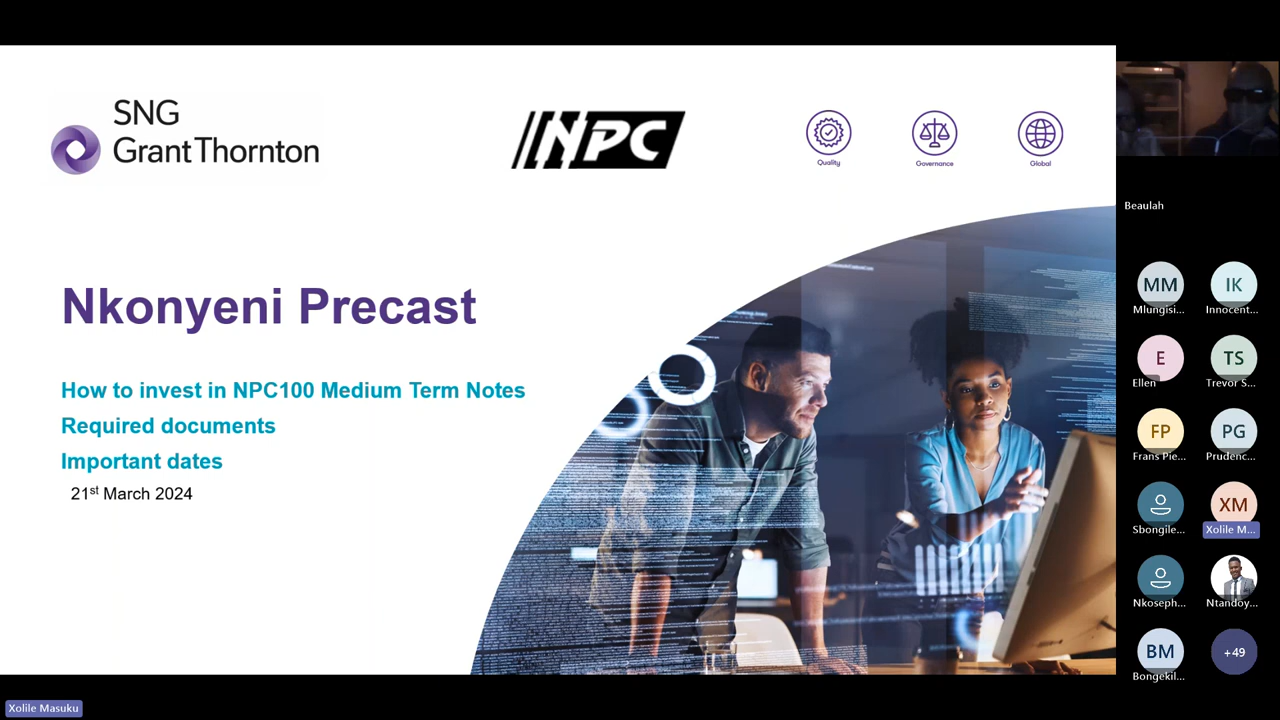 SNG
GrantThornton
NPC
Quality
Governance
Global
Nkonyeni Precast
How to invest in NPC100 Medium Term Notes
Required documents
Important dates
21st March 2024
Beaulah
MM
Mlungisi...
IK
Innocent...
E
Ellen
TS
Trevor S...
FP
Frans Pie...
PG
Prudenc...
Sbongile...
XM
Xolile M...
Nkoseph...
Ntandoy...
BM
Bongekil...
+49
Xolile Masuku